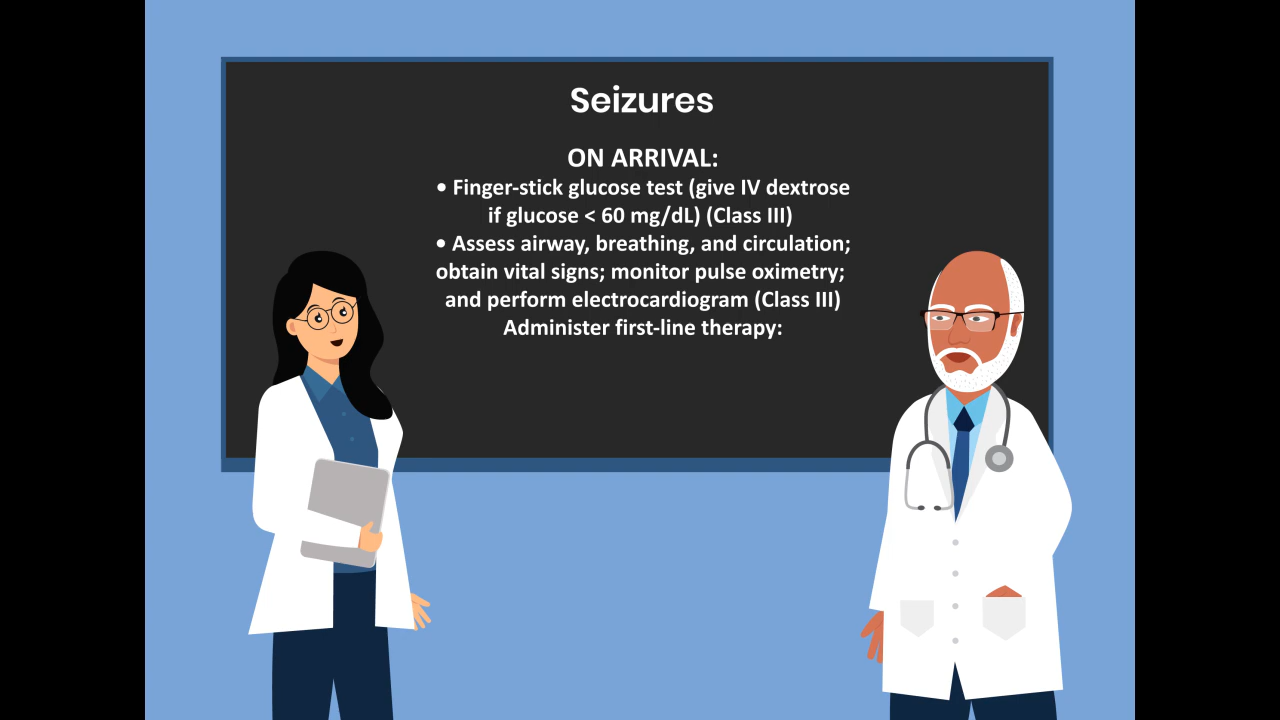 Seizures
ON ARRIVAL:
• Finger-stick glucose test (give IV dextrose
if glucose < 60 mg/dL) (Class III)
• Assess airway, breathing, and circulation;
obtain vital signs; monitor pulse oximetry;
and perform electrocardiogram (Class III)
Administer first-line therapy: